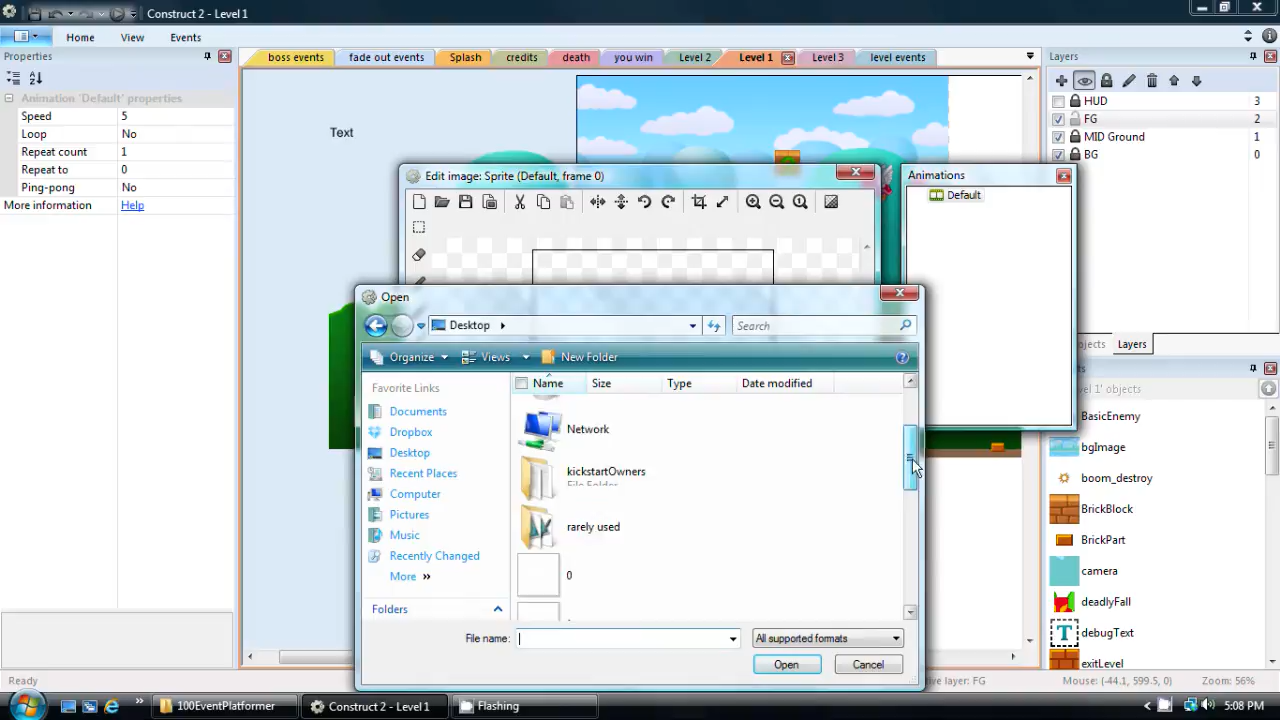 Construct 2 - Level 1
Home
View
Events
Properties
Animation 'Default' properties
Speed 5
Loop No
Repeat count 1
Repeat to 0
Ping-pong No
More information Help
boss events
fade out events
Splash
credits
death
you win
Level 2
Level 1
Level 3
level events
Text
Edit image: Sprite (Default, frame 0)
Animations
Default
Layers
HUD 3
FG 2
MID Ground 1
BG 0
Layers
Level 1' objects
BasicEnemy
bgImage
boom_destroy
BrickBlock
BrickPart
camera
deadlyFall
T debugText
exitLevel
Open
Desktop
Search
Organize
Views
New Folder
Favorite Links
Documents
Dropbox
Desktop
Recent Places
Computer
Pictures
Music
Recently Changed
More »
Folders
Name
Size
Type
Date modified
Network
kickstartOwners
File Folder
rarely used
0
File name:
All supported formats
Open
Cancel
Ready
Mouse: (-44.1, 599.5, 0)
Zoom: 56%
100EventPlatformer
Construct 2 - Level 1
Flashing
5:08 PM